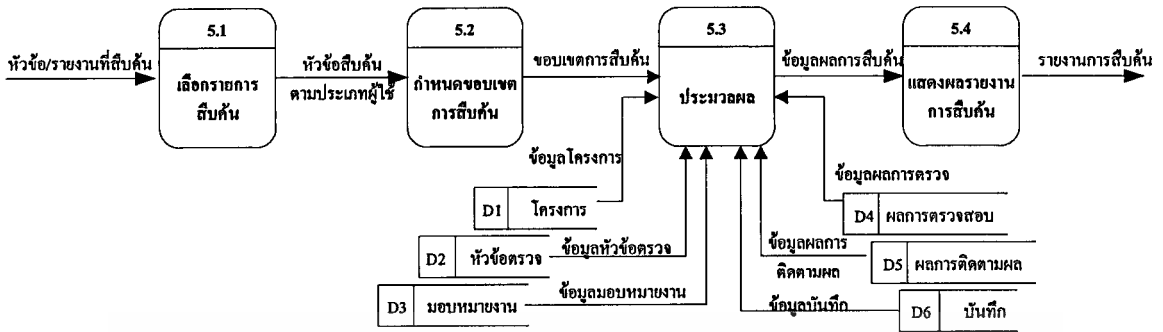 5.1
5.2
5.3
5.4
หัวข้อ/รายงานที่สืบค้น
เลือกรายการ
สืบค้น
หัวข้อสืบค้น
ตามประเภทผู้ใช้
กำหนดขอบเขต
การสืบค้น
ขอบเขตการสืบค้น
ประมวลผล
ข้อมูลผลการสืบค้น
แสดงผลรายงาน
การสืบค้น
รายงานการสืบค้น
ข้อมูลโครงการ
ข้อมูลผลการตรวจ
D1 โครงการ
D4 ผลการตรวจสอบ
D2 หัวข้อตรวจ
ข้อมูลหัวข้อตรวจ
ข้อมูลผลการ
ติดตามผล
D5 ผลการติดตามผล
D3 มอบหมายงาน
ข้อมูลมอบหมายงาน
ข้อมูลบันทึก
D6 บันทึก